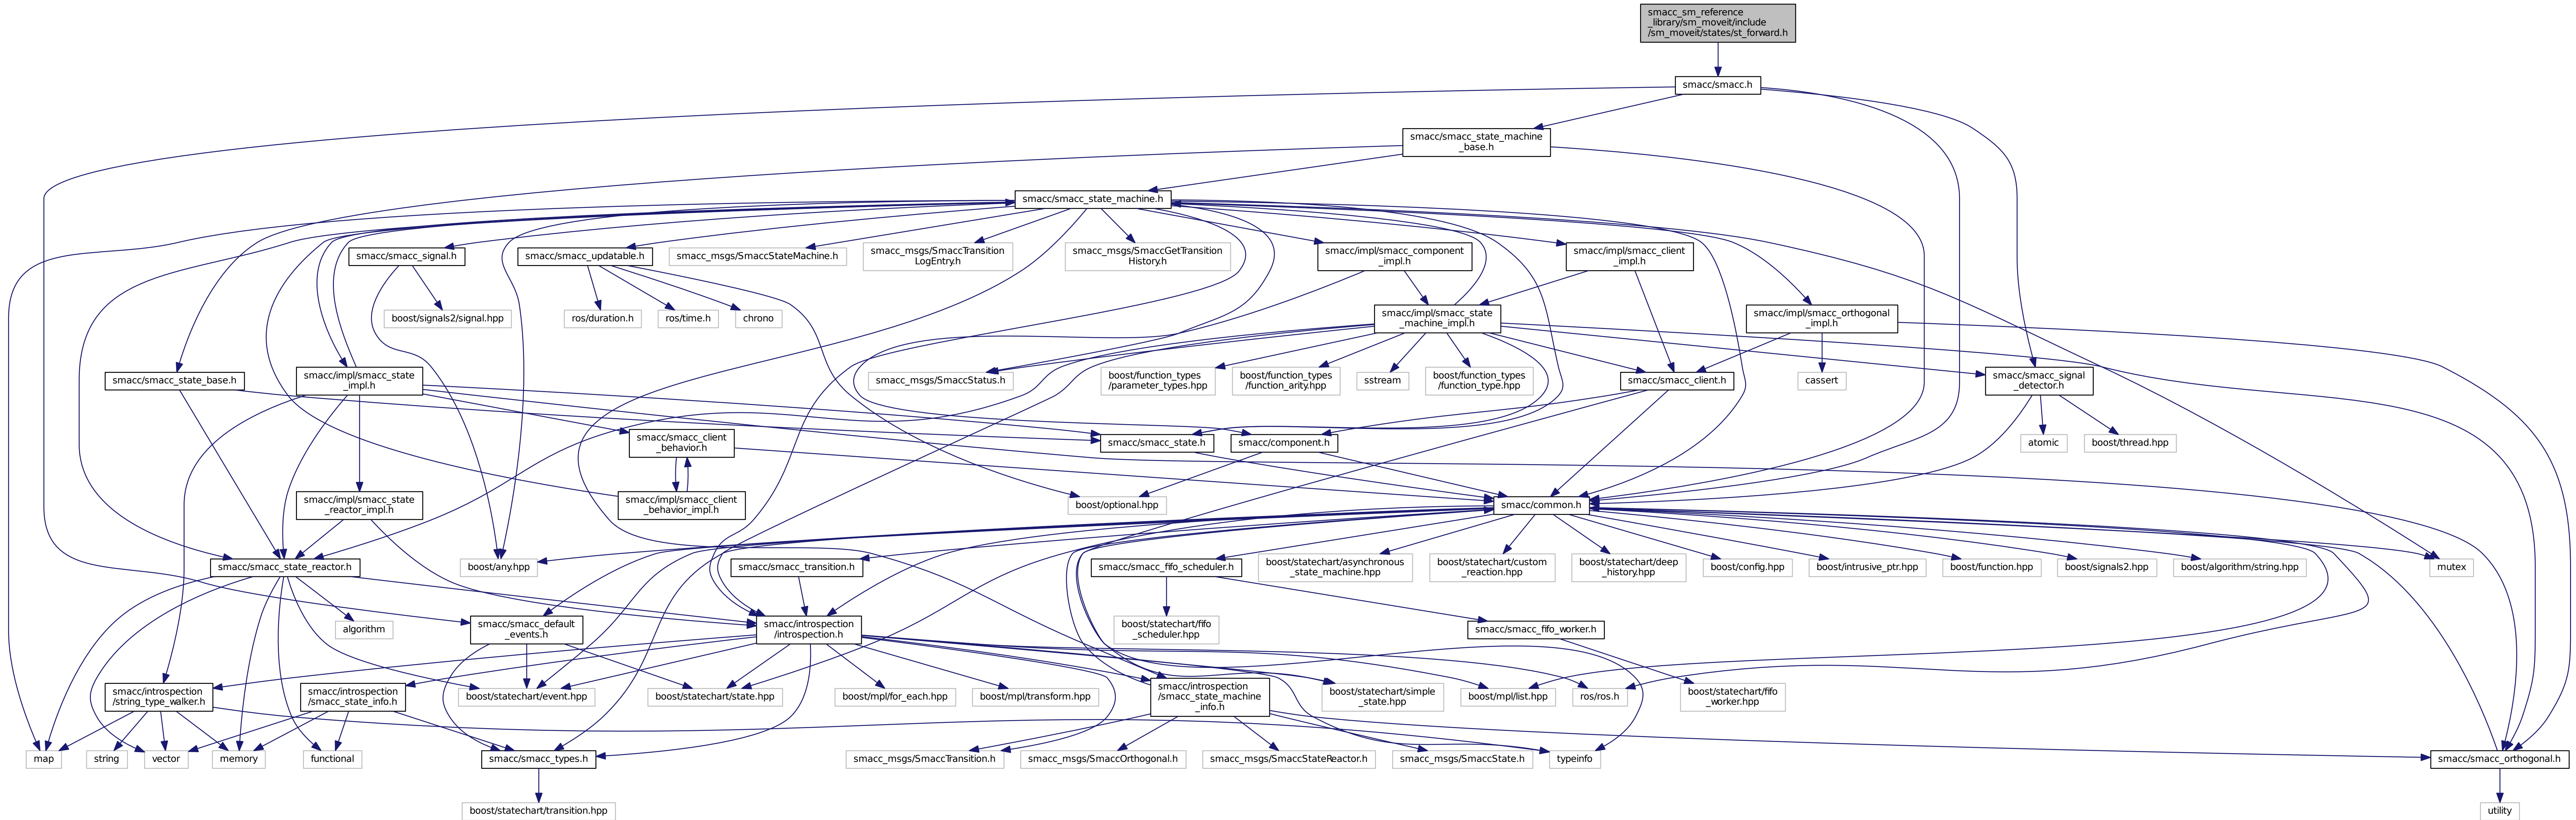 smacc_sm_reference
_library/sm_moveit/include
/sm_moveit/states/st_forward.h
smacc/smacc.h
smacc/smacc_state_machine
_base.h
smacc/smacc_state_machine.h
smacc/smacc_signal.h
smacc/smacc_updatable.h
smacc_msgs/SmaccStateMachine.h
smacc_msgs/SmaccTransition
LogEntry.h
smacc_msgs/SmaccGetTransition
History.h
smacc/impl/smacc_component
_impl.h
smacc/impl/smacc_client
_impl.h
boost/signals2/signal.hpp
ros/duration.h
ros/time.h
chrono
smacc/impl/smacc_state
_machine_impl.h
smacc/impl/smacc_orthogonal
_impl.h
smacc/smacc_state_base.h
smacc/impl/smacc_state
_impl.h
smacc_msgs/SmaccStatus.h
boost/function_types
/parameter_types.hpp
boost/function_types
/function_arity.hpp
sstream
boost/function_types
/function_type.hpp
smacc/smacc_client.h
cassert
smacc/smacc_signal
_detector.h
smacc/smacc_client
_behavior.h
smacc/smacc_state.h
smacc/component.h
atomic
boost/thread.hpp
smacc/impl/smacc_state
_reactor_impl.h
smacc/impl/smacc_client
_behavior_impl.h
boost/optional.hpp
smacc/common.h
smacc/smacc_state_reactor.h
boost/any.hpp
smacc/smacc_transition.h
smacc/smacc_fifo_scheduler.h
boost/statechart/asynchronous
_state_machine.hpp
boost/statechart/custom
_reaction.hpp
boost/statechart/deep
_history.hpp
boost/config.hpp
boost/intrusive_ptr.hpp
boost/function.hpp
boost/signals2.hpp
boost/algorithm/string.hpp
mutex
algorithm
smacc/smacc_default
_events.h
smacc/introspection
/introspection.h
boost/statechart/fifo
_scheduler.hpp
smacc/smacc_fifo_worker.h
smacc/introspection
/string_type_walker.h
smacc/introspection
/smacc_state_info.h
boost/statechart/event.hpp
boost/statechart/state.hpp
boost/mpl/for_each.hpp
boost/mpl/transform.hpp
smacc/introspection
/smacc_state_machine
_info.h
boost/statechart/simple
_state.hpp
boost/mpl/list.hpp
ros/ros.h
boost/statechart/fifo
_worker.hpp
map
string
vector
memory
functional
smacc/smacc_types.h
smacc_msgs/SmaccTransition.h
smacc_msgs/SmaccOrthogonal.h
smacc_msgs/SmaccStateReactor.h
smacc_msgs/SmaccState.h
typeinfo
smacc/smacc_orthogonal.h
boost/statechart/transition.hpp
utility